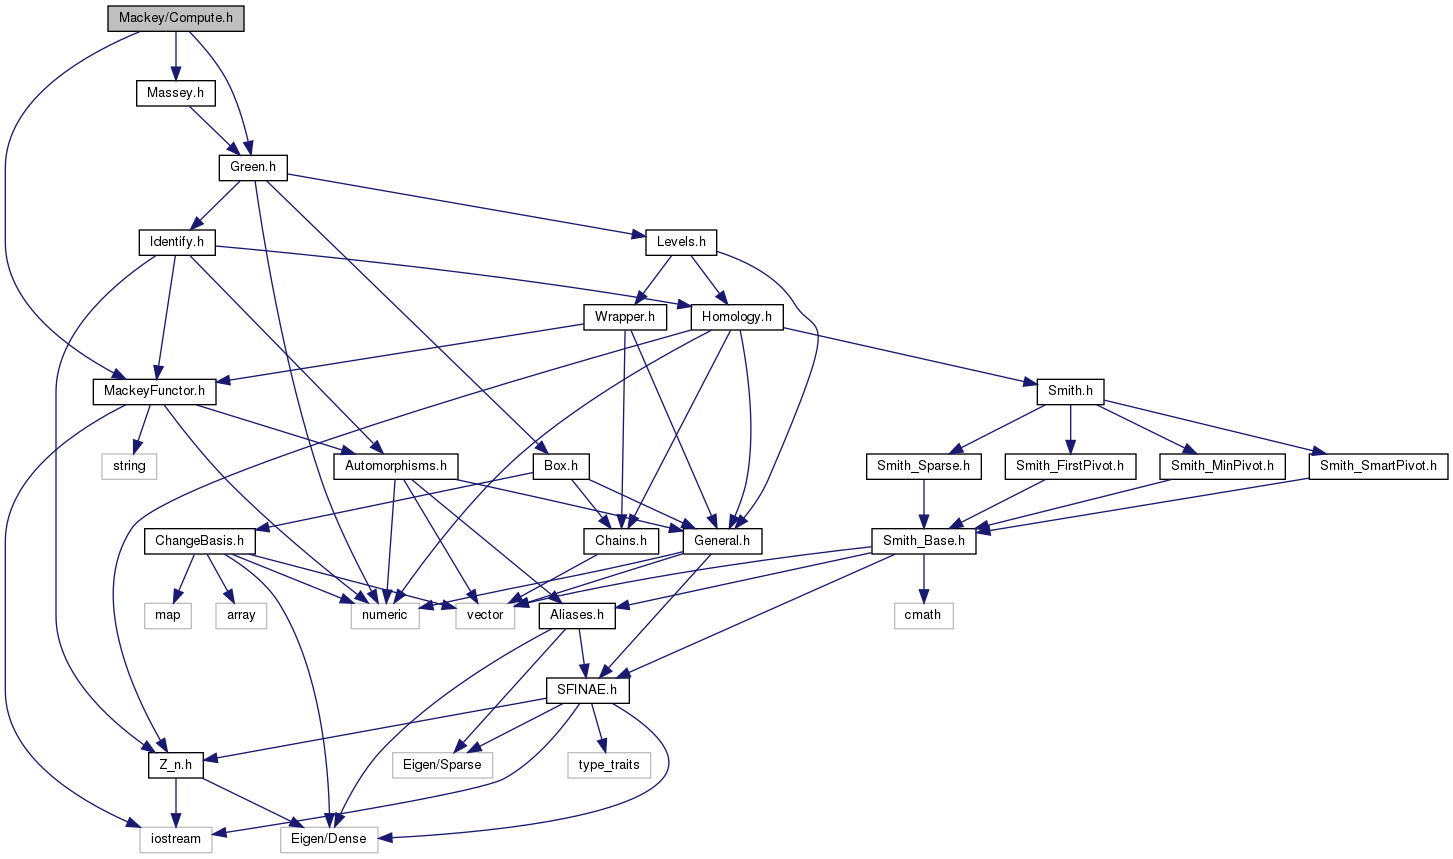 Mackey/Compute.h
Massey.h
Green.h
Identify.h
Levels.h
Wrapper.h
Homology.h
MackeyFunctor.h
Smith.h
string
Automorphisms.h
Box.h
Smith_Sparse.h
Smith_FirstPivot.h
Smith_MinPivot.h
Smith_SmartPivot.h
ChangeBasis.h
Chains.h
General.h
Smith_Base.h
map
array
numeric
vector
Aliases.h
cmath
SFINAE.h
Z_n.h
Eigen/Sparse
type_traits
iostream
Eigen/Dense